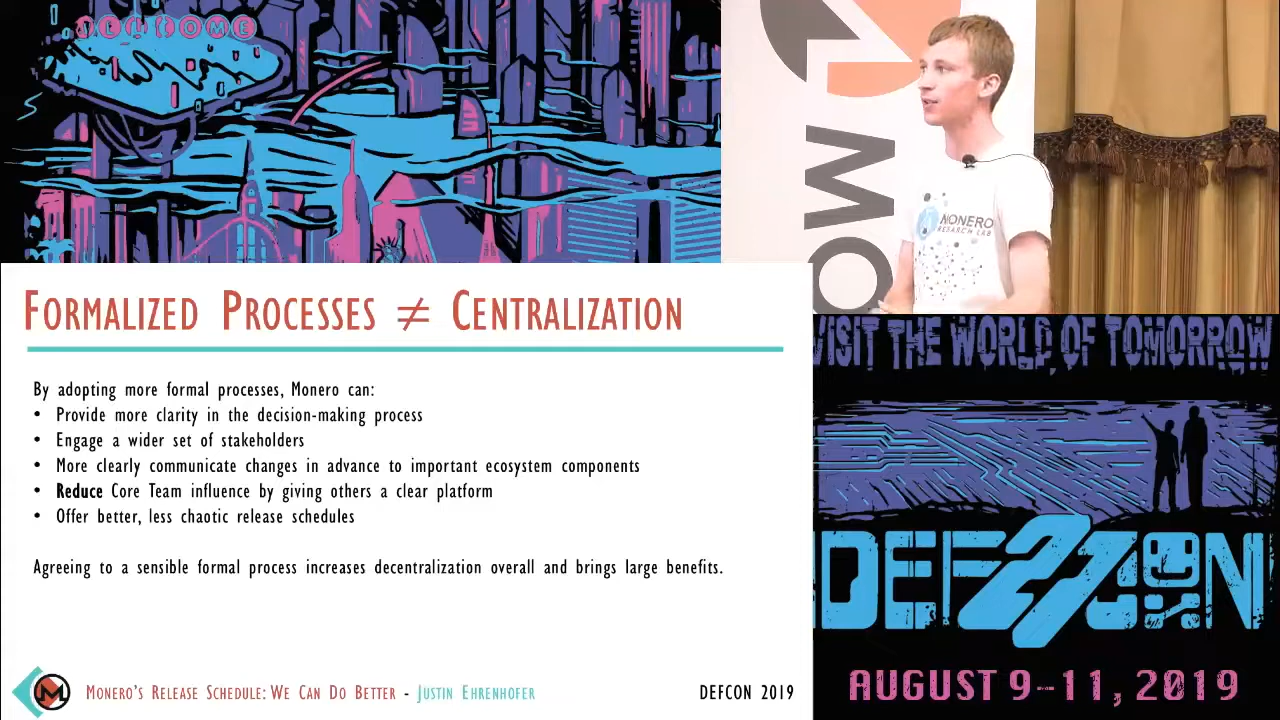 WELCOME
MONERO
RESEARCH LAB
FORMALIZED PROCESSES ≠ CENTRALIZATION
By adopting more formal processes, Monero can:
• Provide more clarity in the decision-making process
• Engage a wider set of stakeholders
• More clearly communicate changes in advance to important ecosystem components
• Reduce Core Team influence by giving others a clear platform
• Offer better, less chaotic release schedules
Agreeing to a sensible formal process increases decentralization overall and brings large benefits.
MONERO'S RELEASE SCHEDULE: WE CAN DO BETTER - JUSTIN EHRENHOFER
DEFCON 2019
VISIT THE WORLD OF TOMORROW
DEF27CON
AUGUST 9-11, 2019